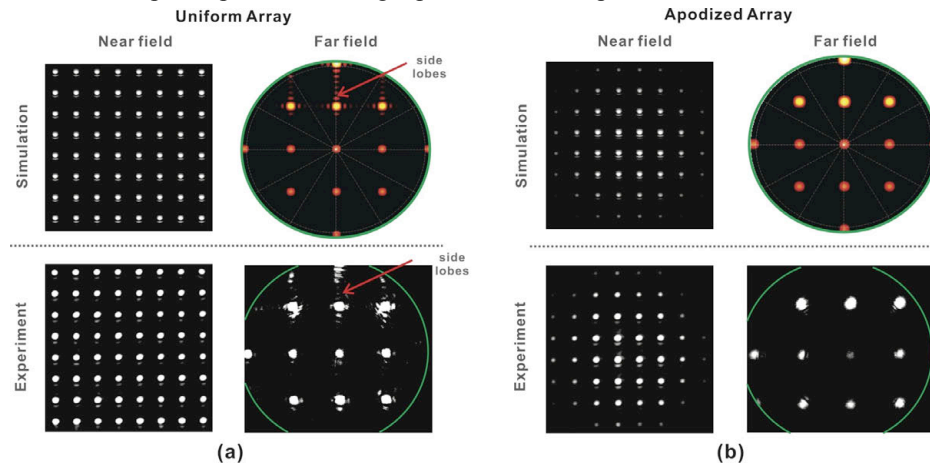 Uniform Array
Apodized Array
Near field
Far field
Near field
Far field
side
lobes
Simulation
Simulation
side
lobes
Experiment
Experiment
(a)
(b)